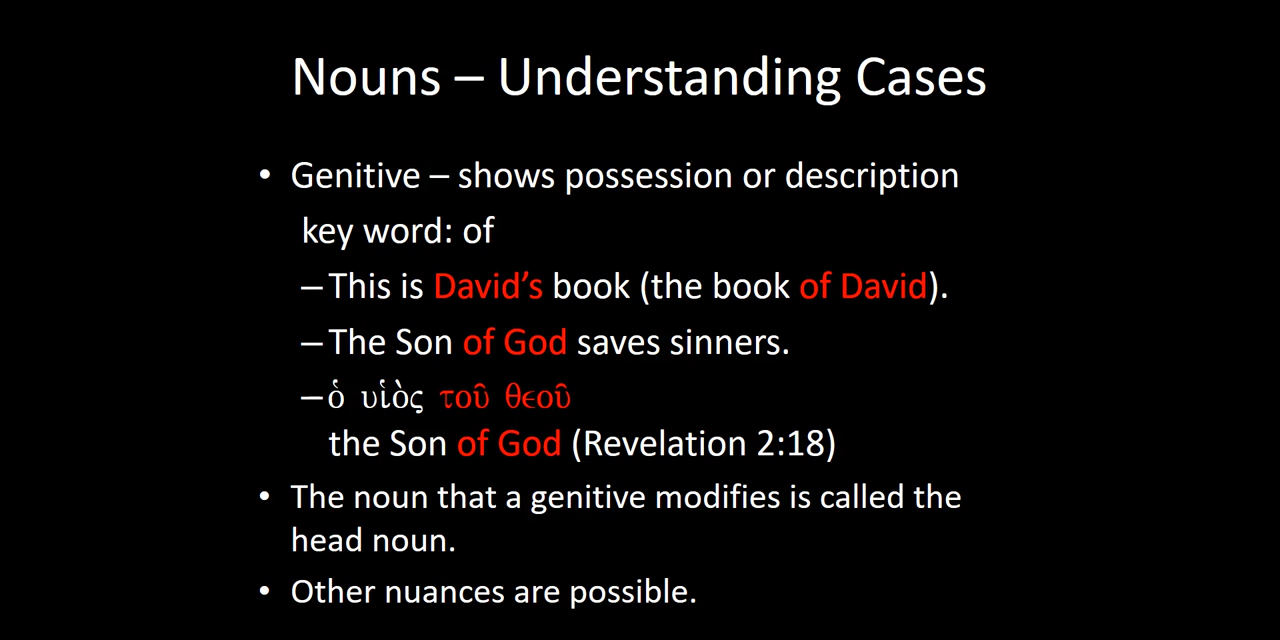 Nouns – Understanding Cases
• Genitive – shows possession or description
key word: of
– This is David’s book (the book of David).
– The Son of God saves sinners.
– ὁ υἱὸς τοῦ θεοῦ
the Son of God (Revelation 2:18)
• The noun that a genitive modifies is called the
head noun.
• Other nuances are possible.